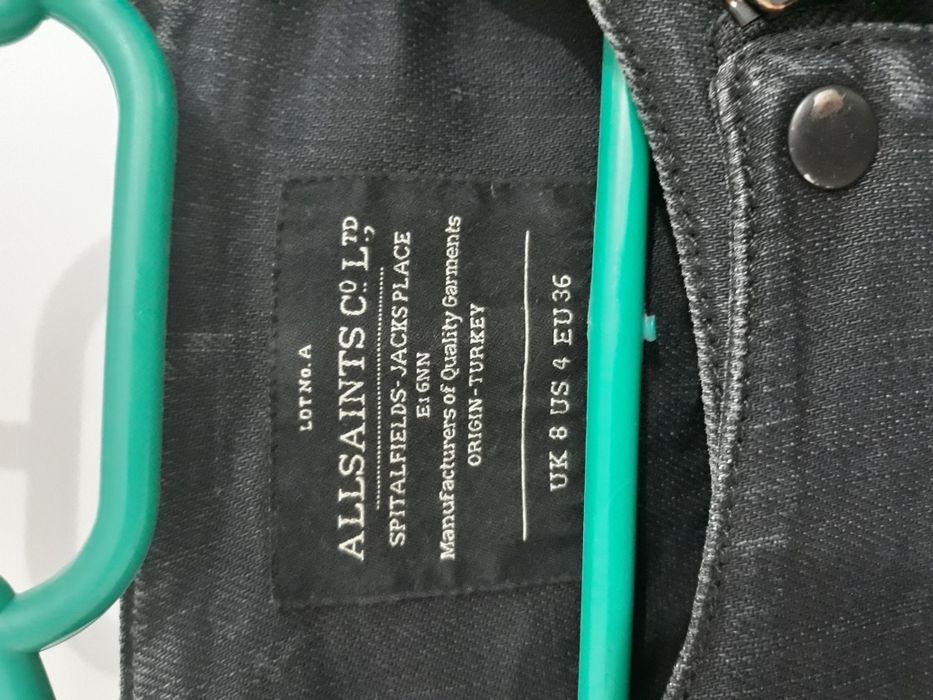 LOT No. A
ALLSAINTS Co. LTD.,
SPITALFIELDS - JACKS PLACE
E1 6NN
Manufacturers of Quality Garments
ORIGIN - TURKEY
UK 8 US 4 EU 36